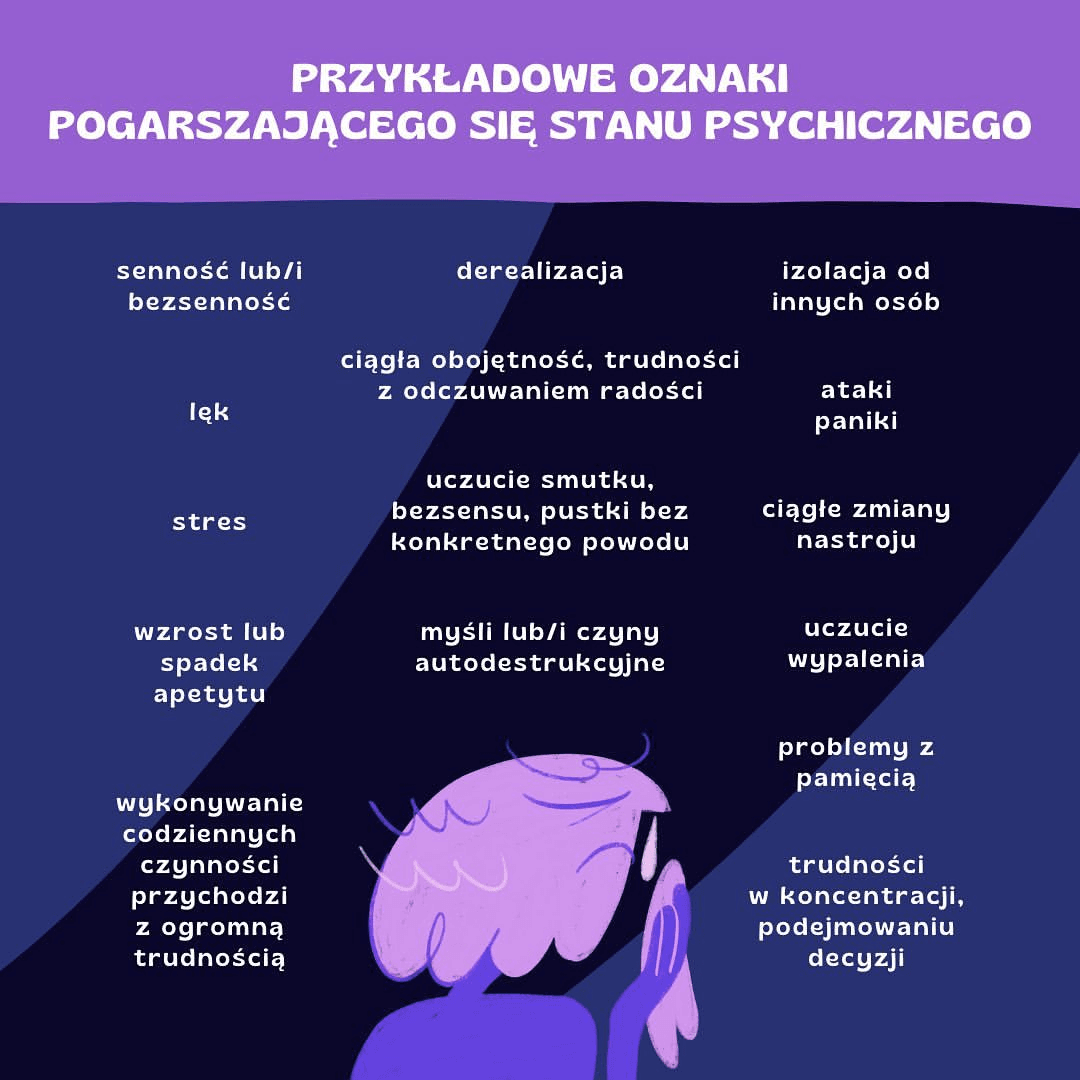 PRZYKŁADOWE OZNAKI
POGARSZAJĄCEGO SIĘ STANU PSYCHICZNEGO
senność lub/i
bezsenność
lęk
stres
wzrost lub
spadek
apetytu
wykonywanie
codziennych
czynności
przychodzi
z ogromną
trudnością
derealizacja
ciągła obojętność, trudności
z odczuwaniem radości
uczucie smutku,
bezsensu, pustki bez
konkretnego powodu
myśli lub/i czyny
autodestrukcyjne
izolacja od
innych osób
ataki
paniki
ciągłe zmiany
nastroju
uczucie
wypalenia
problemy z
pamięcią
trudności
w koncentracji,
podejmowaniu
decyzji